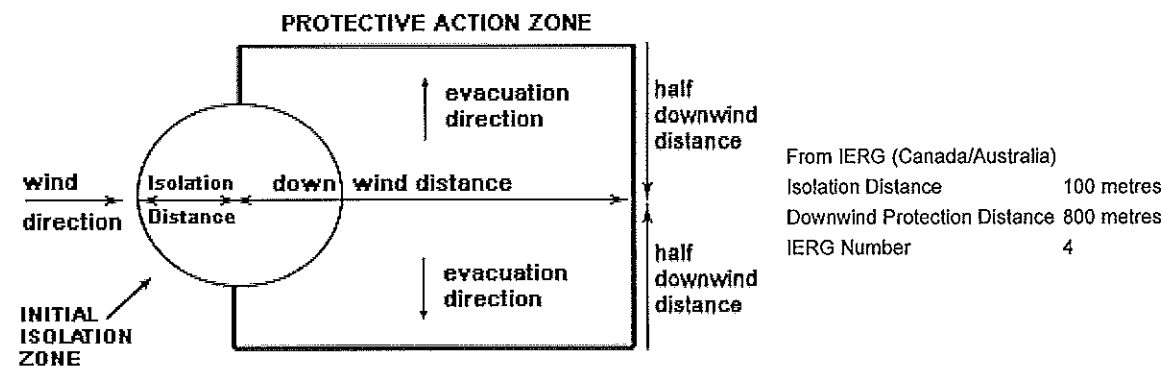 PROTECTIVE ACTION ZONE
evacuation
direction
half
downwind
distance
wind
direction
Isolation
Distance
down wind distance
evacuation
direction
half
downwind
distance
INITIAL
ISOLATION
ZONE
From IERG (Canada/Australia)
Isolation Distance 100 metres
Downwind Protection Distance 800 metres
IERG Number 4